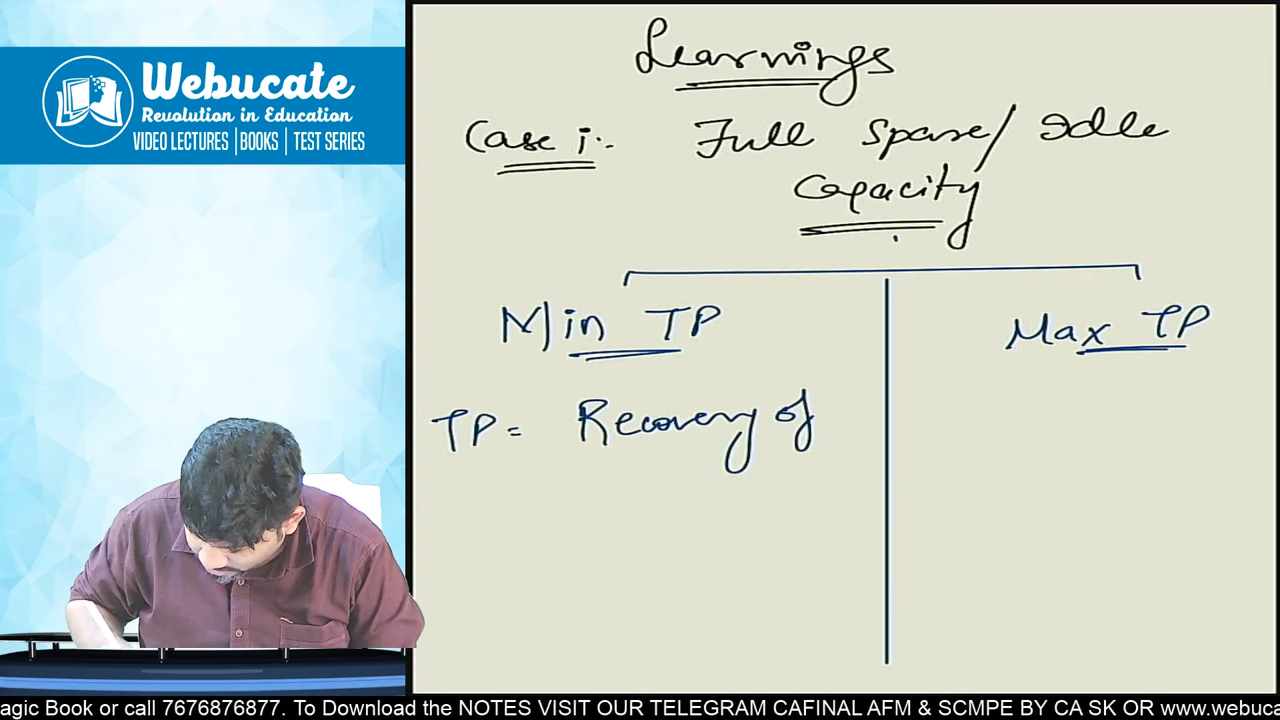 Webucate
Revolution in Education
VIDEO LECTURES | BOOKS | TEST SERIES
Learnings
Case i:- Full Spare/Idle
Capacity
Min TP
Max TP
TP = Recovery of
agic Book or call 7676876877. To Download the NOTES VISIT OUR TELEGRAM CAFINAL AFM & SCMPE BY CA SK OR www.webuca